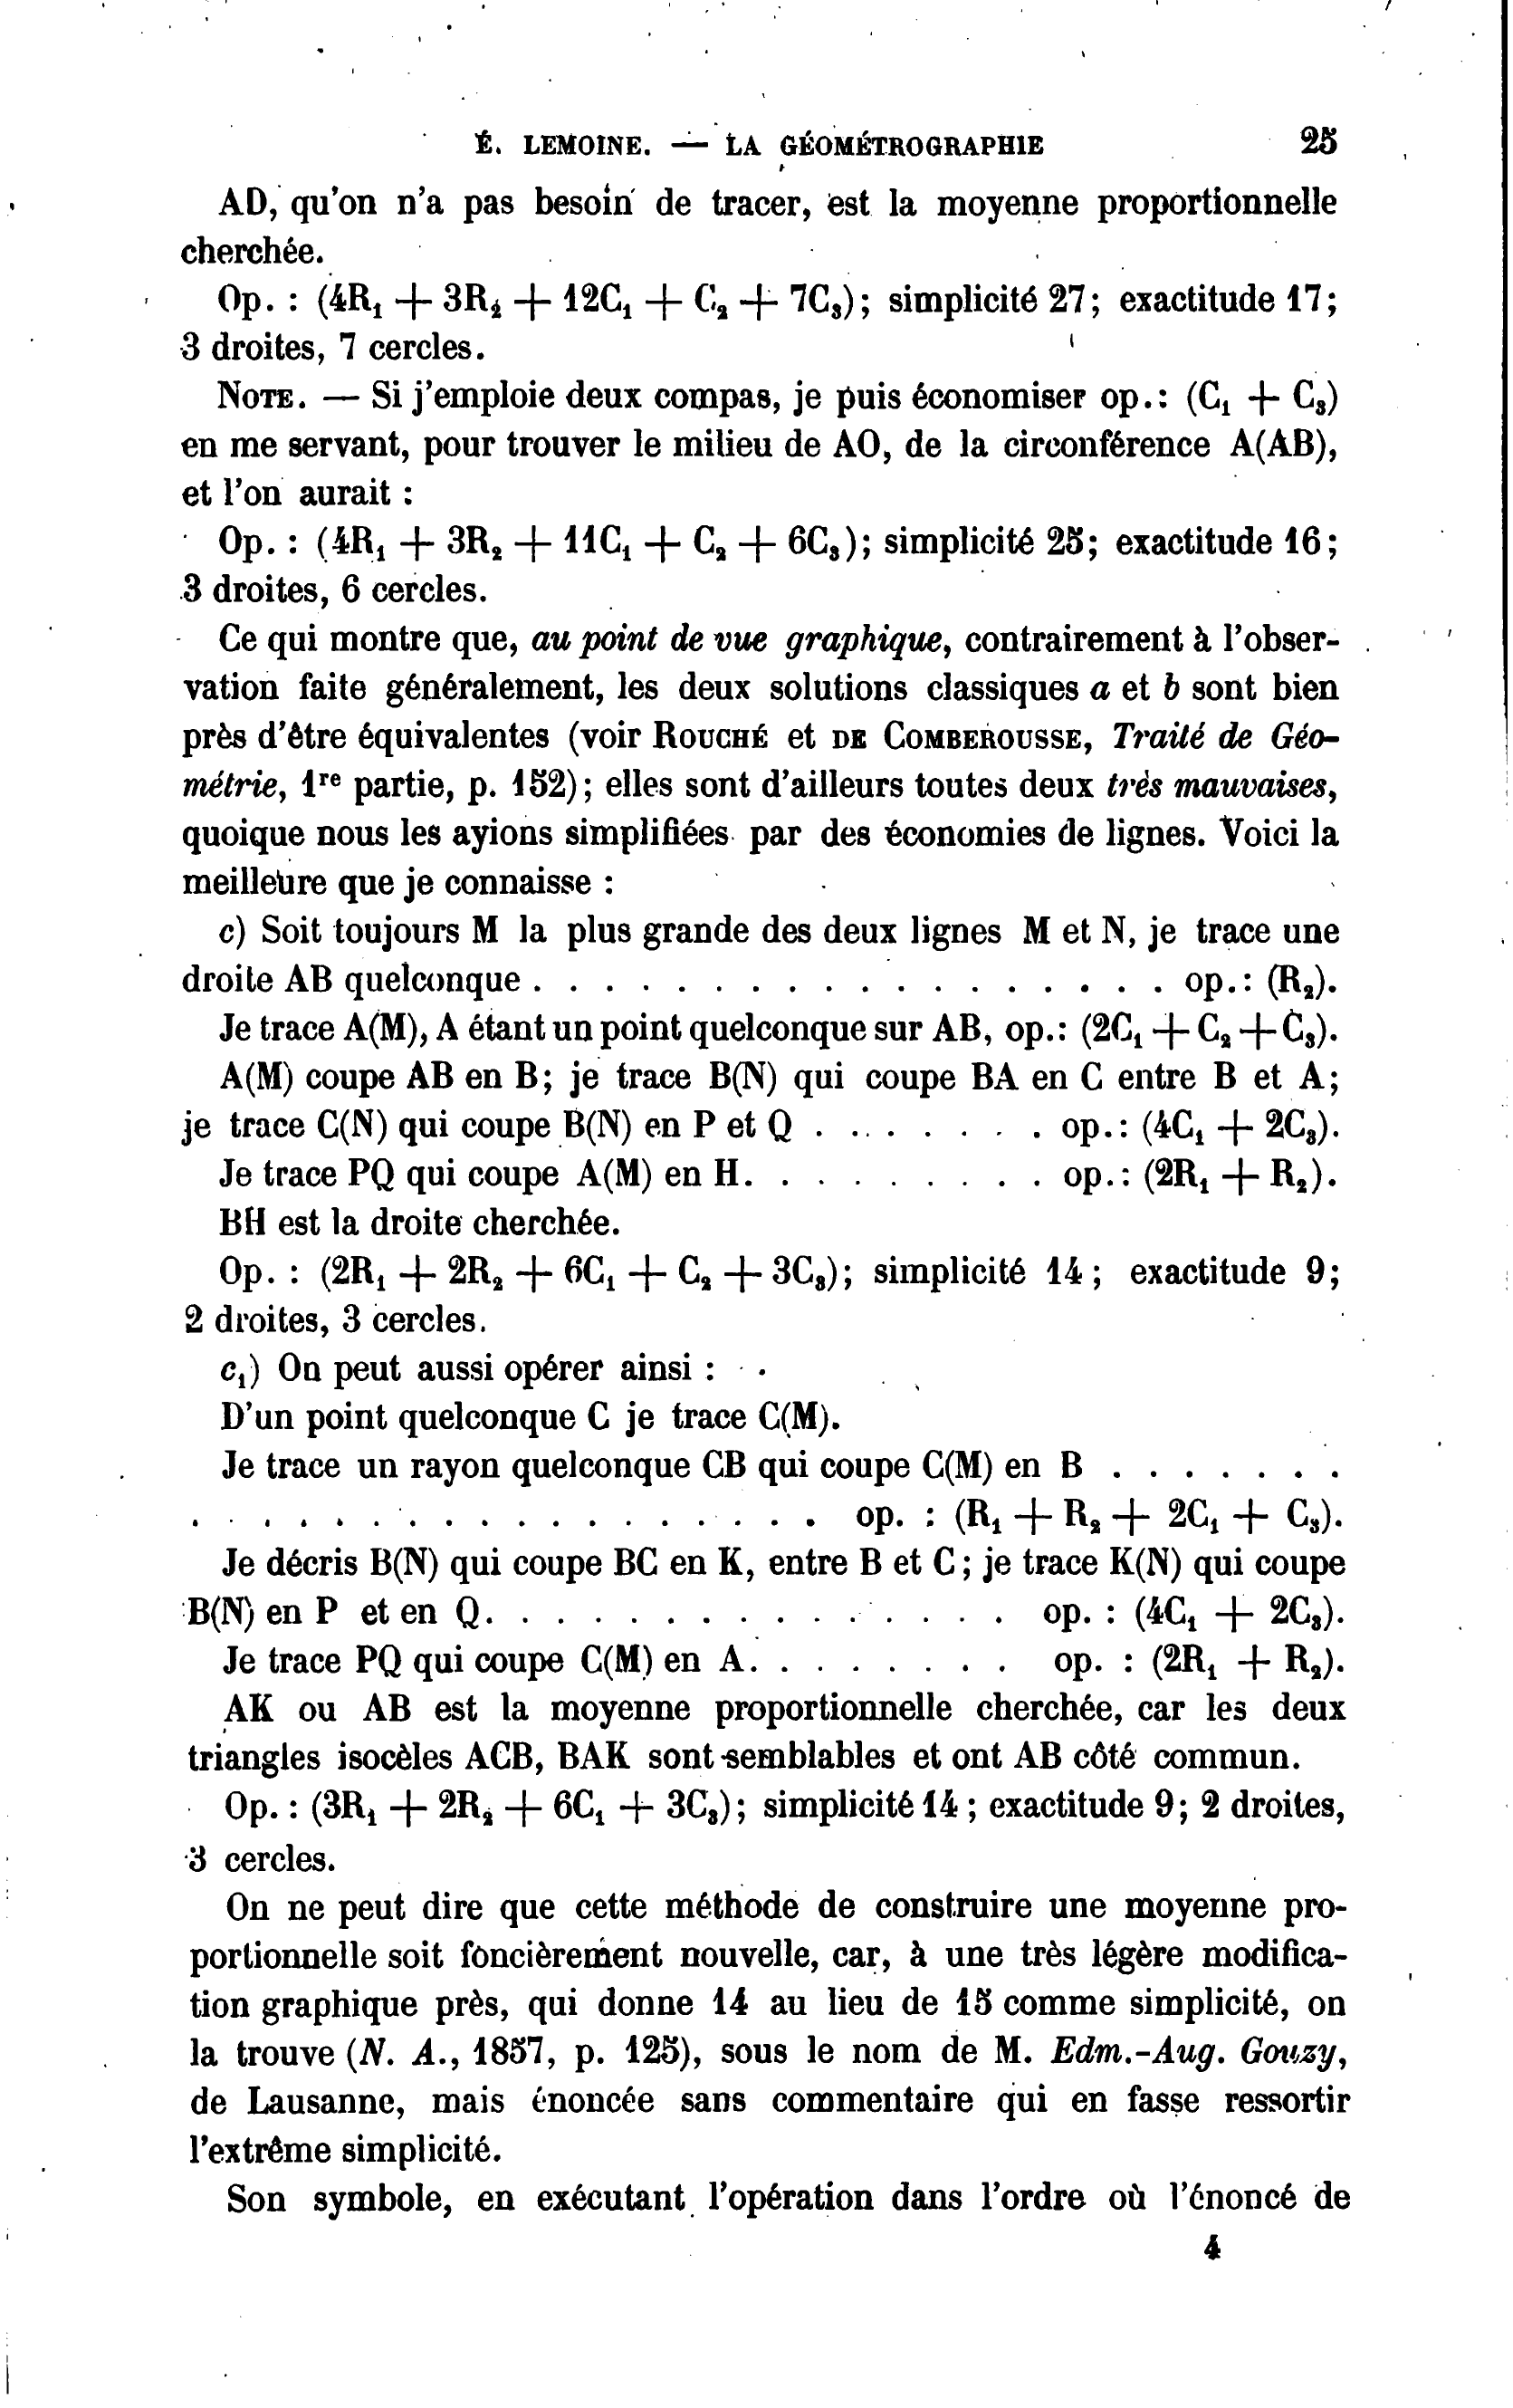 É. LEMOINE. — LA GÉOMÉTROGRAPHIE 25
AD, qu'on n'a pas besoin de tracer, est la moyenne proportionnelle
cherchée.
Op. : (4R₁ + 3R₂ + 12C₁ + C₂ + 7C₃); simplicité 27; exactitude 17;
3 droites, 7 cercles.
NOTE. — Si j'emploie deux compas, je puis économiser op.: (C₁ + C₃)
en me servant, pour trouver le milieu de AO, de la circonférence A(AB),
et l'on aurait :
Op. : (4R₁ + 3R₂ + 11C₁ + C₂ + 6C₃); simplicité 25; exactitude 16;
3 droites, 6 cercles.
Ce qui montre que, au point de vue graphique, contrairement à l'obser-
vation faite généralement, les deux solutions classiques a et b sont bien
près d'être équivalentes (voir ROUCHÉ et DE COMBEROUSSE, Traité de Géo-
métrie, 1re partie, p. 152); elles sont d'ailleurs toutes deux très mauvaises,
quoique nous les ayions simplifiées par des économies de lignes. Voici la
meilleure que je connaisse :
c) Soit toujours M la plus grande des deux lignes M et N, je trace une
droite AB quelconque . . . . . . . . . . . . . . . . . . op.: (R₂).
Je trace A(M), A étant un point quelconque sur AB, op.: (2C₁ + C₂ + C₃).
A(M) coupe AB en B; je trace B(N) qui coupe BA en C entre B et A;
je trace C(N) qui coupe B(N) en P et Q . . . . . . . op.: (4C₁ + 2C₃).
Je trace PQ qui coupe A(M) en H. . . . . . . . . op.: (2R₁ + R₂).
BH est la droite cherchée.
Op. : (2R₁ + 2R₂ + 6C₁ + C₂ + 3C₃); simplicité 14; exactitude 9;
2 droites, 3 cercles.
c₁) On peut aussi opérer ainsi :
D'un point quelconque C je trace C(M).
Je trace un rayon quelconque CB qui coupe C(M) en B . . . . . . .
. . . . . . . . . . . . . . . . . . op. : (R₁ + R₂ + 2C₁ + C₃).
Je décris B(N) qui coupe BC en K, entre B et C; je trace K(N) qui coupe
B(N) en P et en Q. . . . . . . . . . . . . . . op. : (4C₁ + 2C₃).
Je trace PQ qui coupe C(M) en A. . . . . . . . op. : (2R₁ + R₂).
AK ou AB est la moyenne proportionnelle cherchée, car les deux
triangles isocèles ACB, BAK sont semblables et ont AB côté commun.
Op. : (3R₁ + 2R₂ + 6C₁ + 3C₃); simplicité 14; exactitude 9; 2 droites,
3 cercles.
On ne peut dire que cette méthode de construire une moyenne pro-
portionnelle soit foncièrement nouvelle, car, à une très légère modifica-
tion graphique près, qui donne 14 au lieu de 15 comme simplicité, on
la trouve (N. A., 1857, p. 125), sous le nom de M. Edm.-Aug. Gouzy,
de Lausanne, mais énoncée sans commentaire qui en fasse ressortir
l'extrême simplicité.
Son symbole, en exécutant l'opération dans l'ordre où l'énoncé de
4